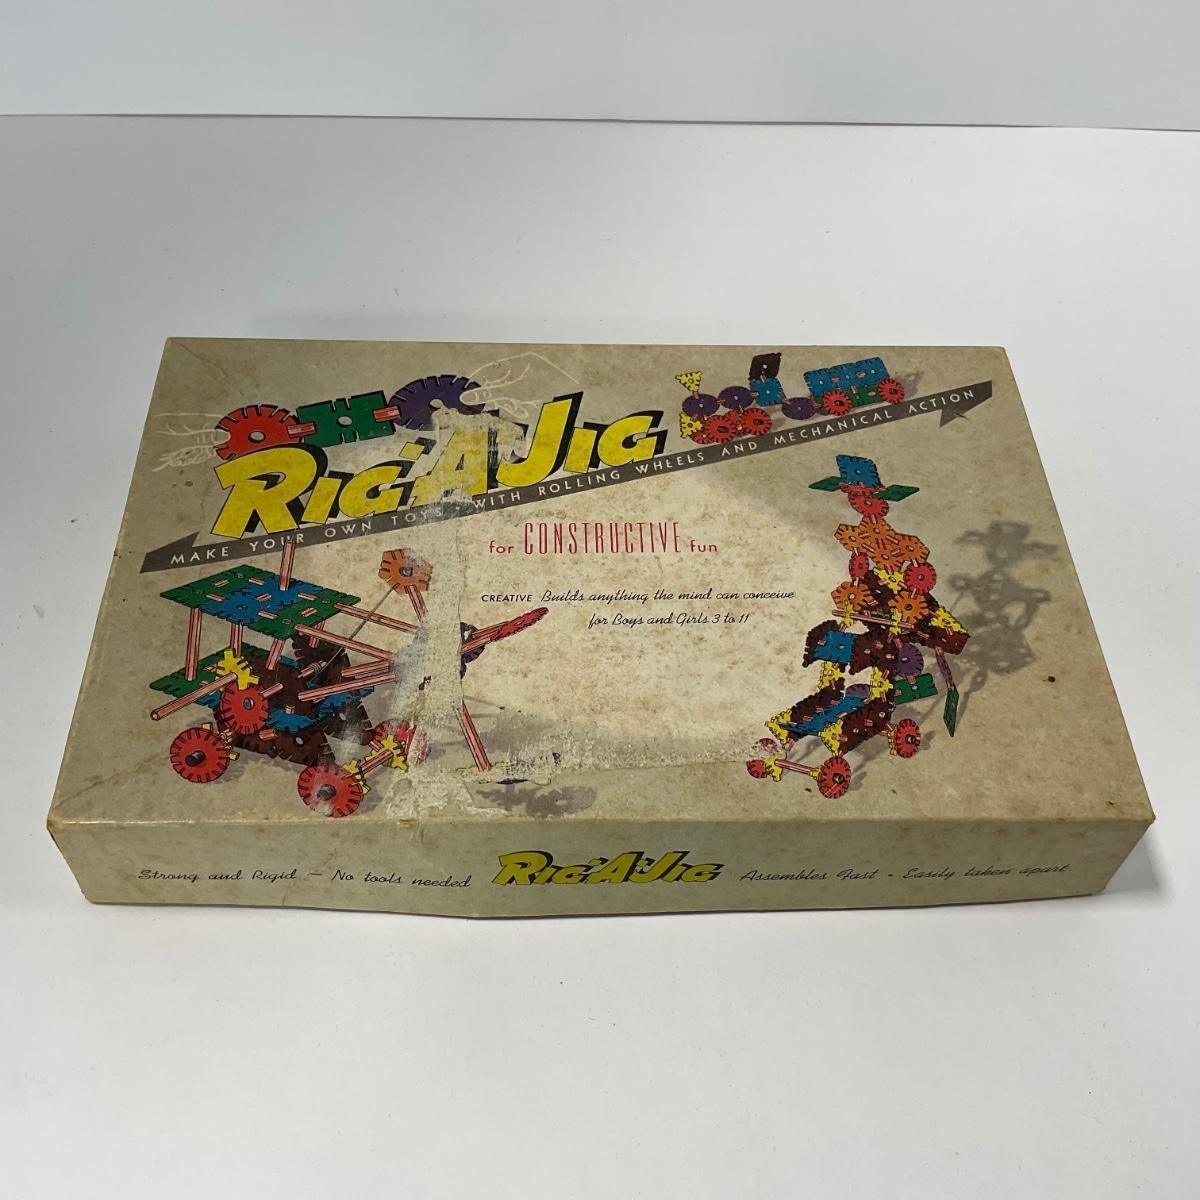 RIG'A'JIG
MAKE YOUR OWN TOYS - WITH ROLLING WHEELS AND MECHANICAL ACTION
for CONSTRUCTIVE fun
CREATIVE Builds anything the mind can conceive
for Boys and Girls 3 to 11
Strong and Rigid — No tools needed RIG'A'JIG Assembles Fast - Easily taken apart